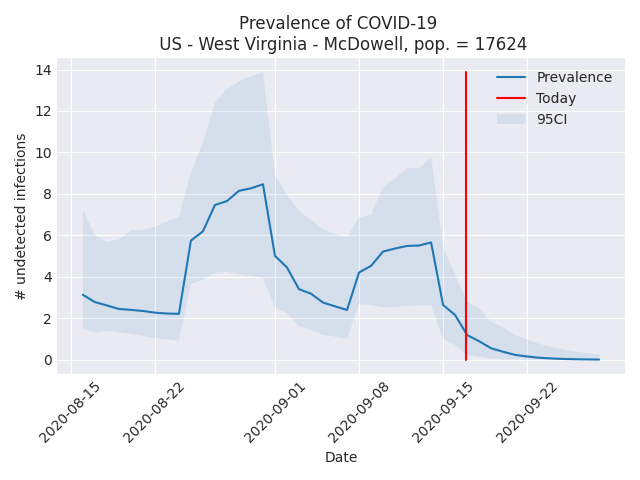 Prevalence of COVID-19
US - West Virginia - McDowell, pop. = 17624
# undetected infections
14
12
10
8
6
4
2
0
Prevalence
Today
95CI
2020-08-15
2020-08-22
2020-09-01
2020-09-08
2020-09-15
2020-09-22
Date